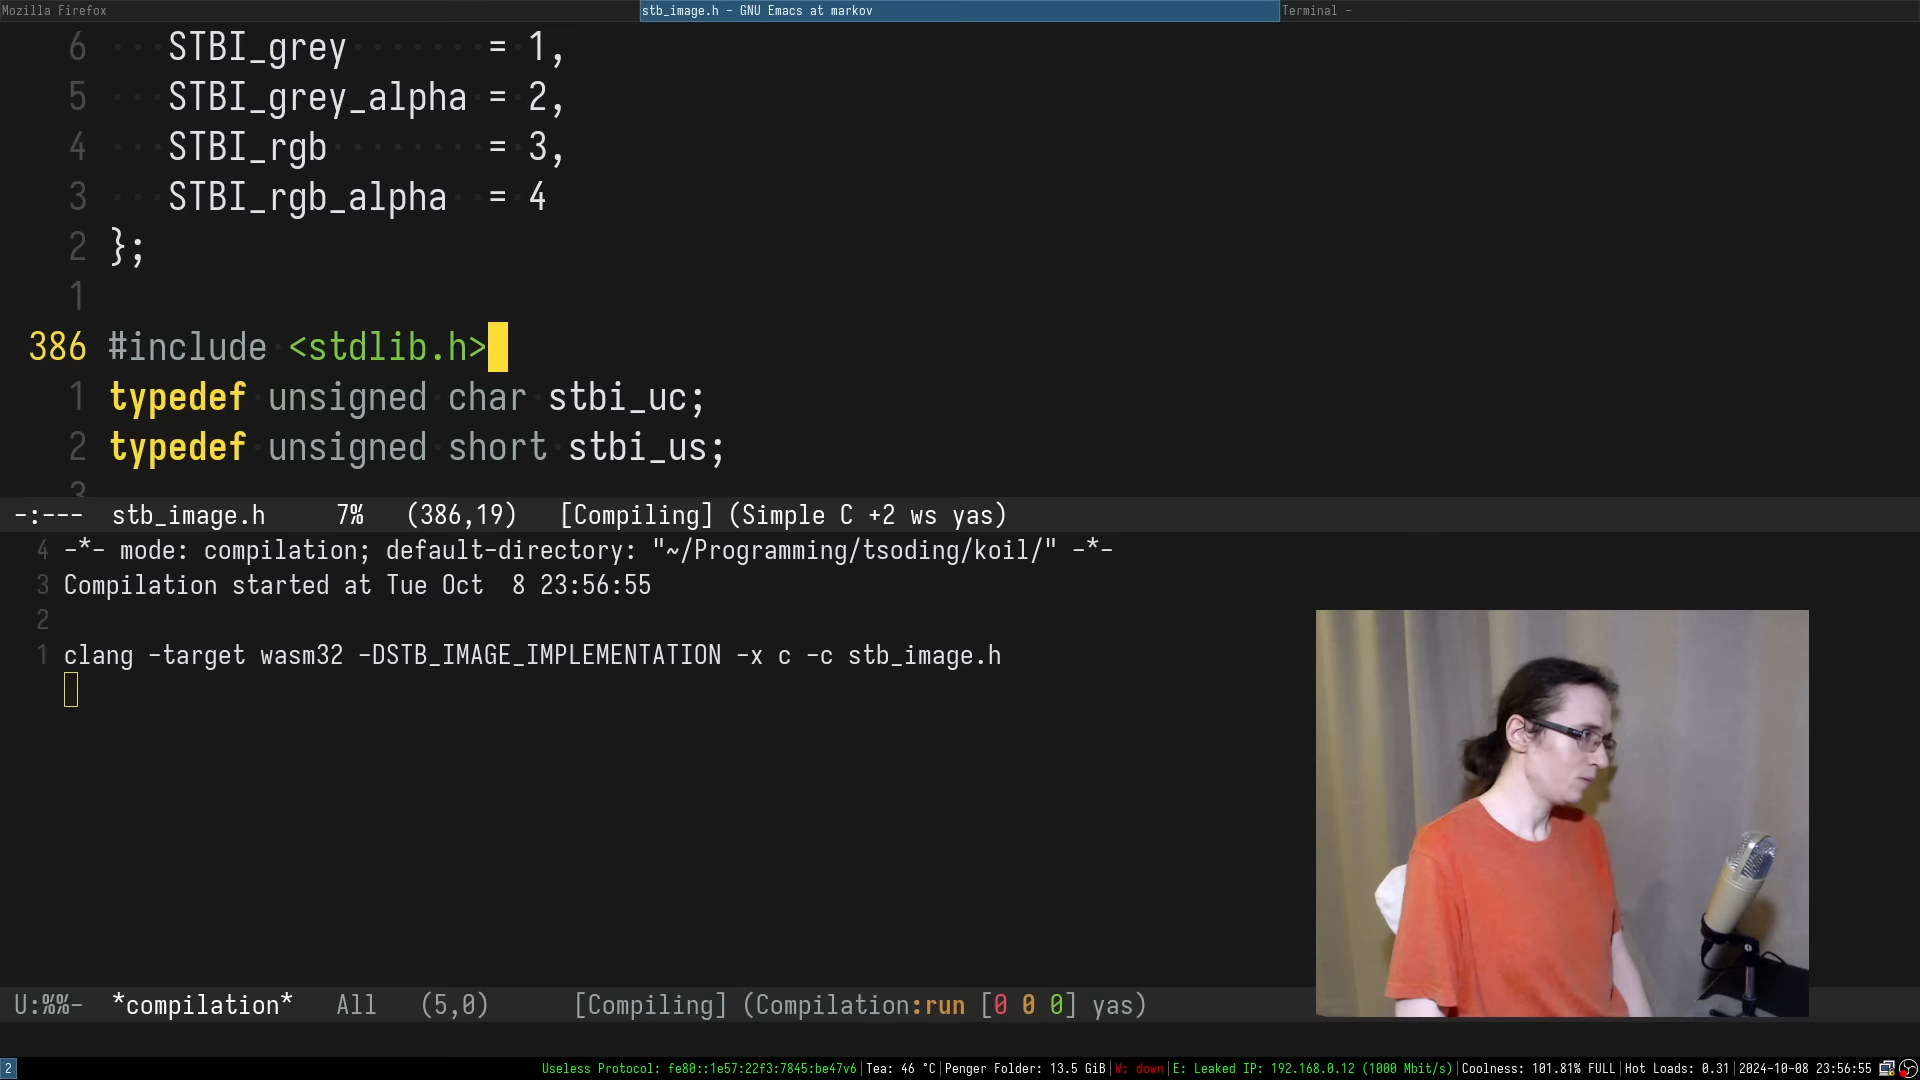 Mozilla Firefox
stb_image.h - GNU Emacs at markov
Terminal -
6 STBI_grey = 1,
5 STBI_grey_alpha = 2,
4 STBI_rgb = 3,
3 STBI_rgb_alpha = 4
2 };
1
386 #include <stdlib.h>
1 typedef unsigned char stbi_uc;
2 typedef unsigned short stbi_us;
3
-:--- stb_image.h 7% (386,19) [Compiling] (Simple C +2 ws yas)
4 -*- mode: compilation; default-directory: "~/Programming/tsoding/koil/" -*-
3 Compilation started at Tue Oct 8 23:56:55
2
1 clang -target wasm32 -DSTB_IMAGE_IMPLEMENTATION -x c -c stb_image.h
U:%%- *compilation* All (5,0) [Compiling] (Compilation:run [0 0 0] yas)
2 Useless Protocol: fe80::1e57:22f3:7845:be47v6|Tea: 46 °C|Penger Folder: 13.5 GiB|W: down|E: Leaked IP: 192.168.0.12 (1000 Mbit/s)|Coolness: 101.81% FULL|Hot Loads: 0.31|2024-10-08 23:56:55